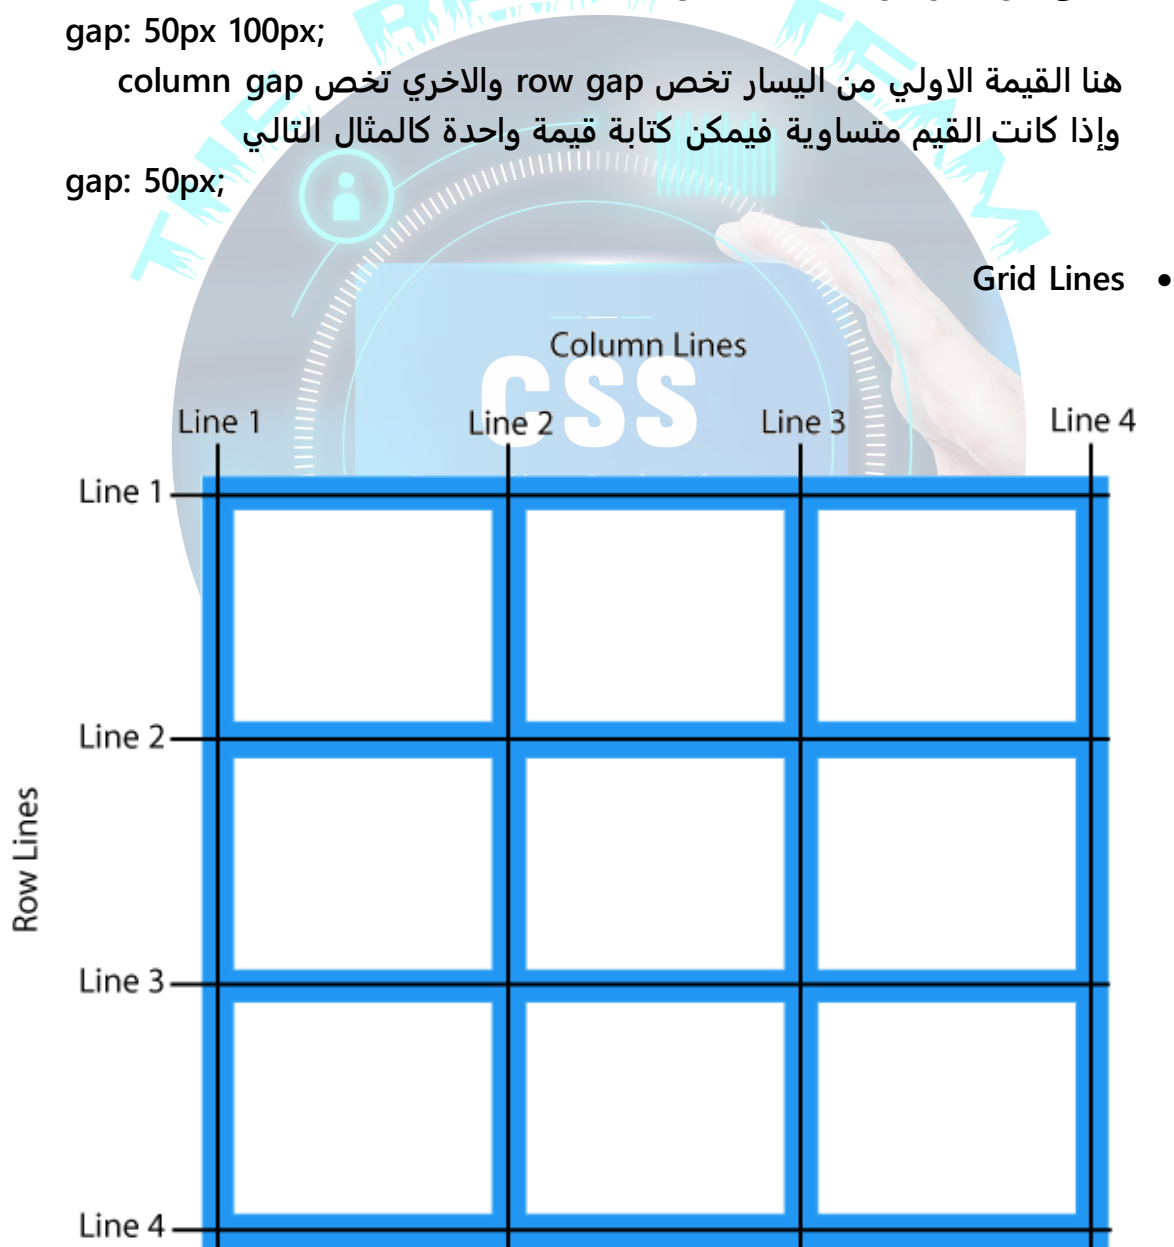 gap: 50px 100px;
هنا القيمة الاولي من اليسار تخص row gap والاخري تخص column gap
وإذا كانت القيم متساوية فيمكن كتابة قيمة واحدة كالمثال التالي
gap: 50px;
• Grid Lines
Column Lines
CSS
Line 1 Line 2 Line 3 Line 4
Line 1
Line 2
Row Lines
Line 3
Line 4